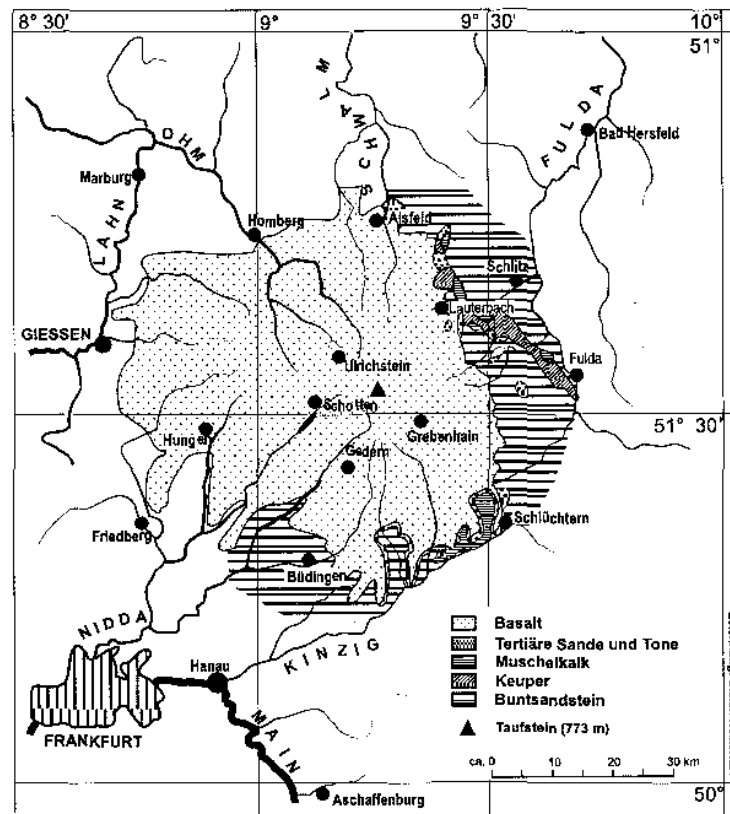 8° 30' 9° 9° 30' 10°
51°
SCHWALM
FULDA
OHM
Bad Hersfeld
Marburg
LAHN
Homberg
Alsfeld
Schlitz
Lauterbach
GIESSEN
Ulrichstein
Fulda
Schotten
51° 30'
Hungen
Grebenhain
Gedern
Friedberg
Schlüchtern
Büdingen
NIDDA
Basalt
Tertiäre Sande und Tone
Muschelkalk
Keuper
Buntsandstein
KINZIG
Hanau
Taufstein (773 m)
FRANKFURT
MAIN
ca. 0 10 20 30 km
50°
Aschaffenburg